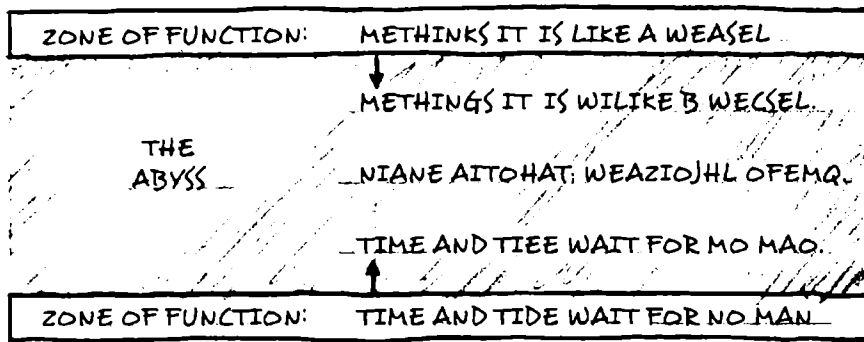 ZONE OF FUNCTION: METHINKS IT IS LIKE A WEASEL
METHINGS IT IS WILIKE B WECSEL.
THE
ABYSS
NIANE AITOHAT: WEAZIOJHL OFEMQ.
TIME AND TIEE WAIT FOR MO MAO.
ZONE OF FUNCTION: TIME AND TIDE WAIT FOR NO MAN